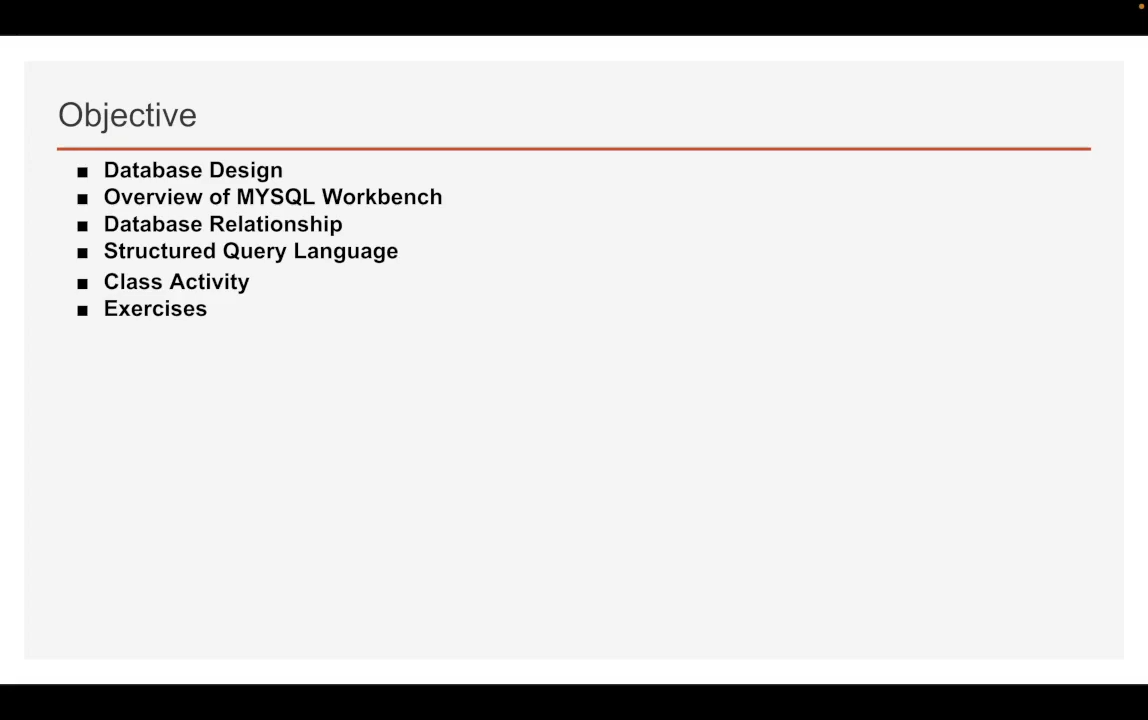 Objective
■ Database Design
■ Overview of MYSQL Workbench
■ Database Relationship
■ Structured Query Language
■ Class Activity
■ Exercises